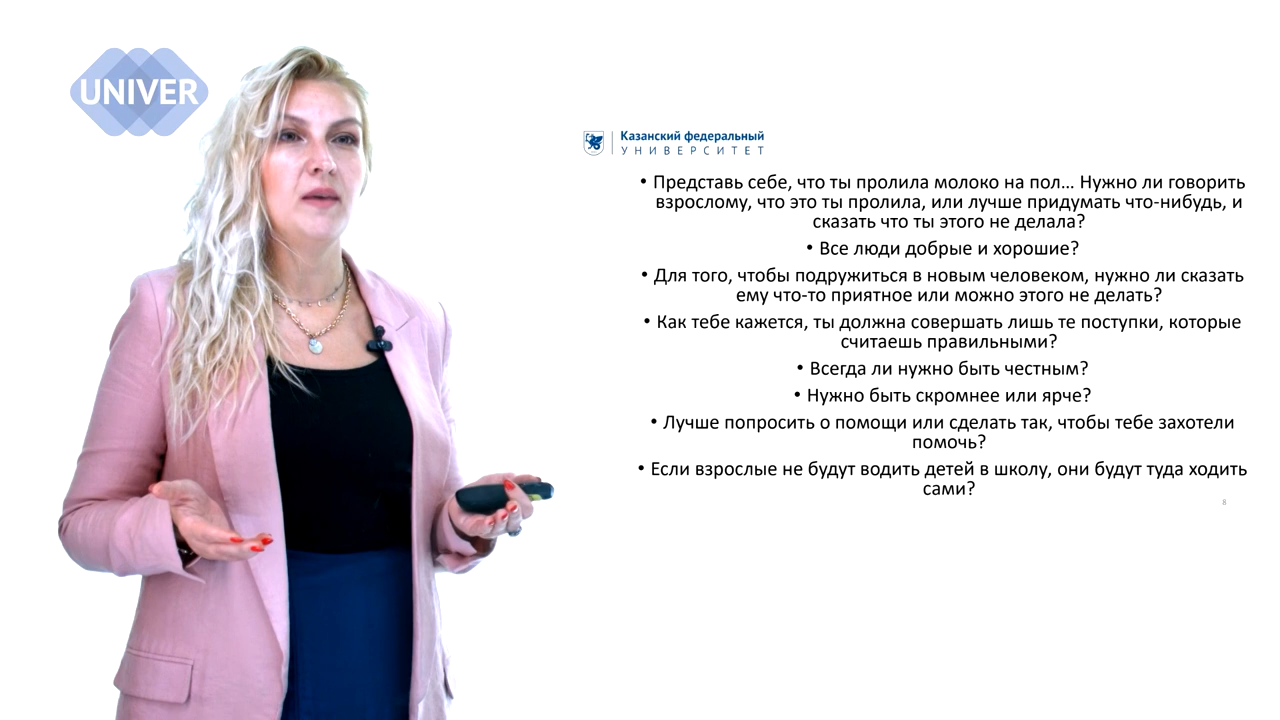 UNIVER
Казанский федеральный
УНИВЕРСИТЕТ
• Представь себе, что ты пролила молоко на пол... Нужно ли говорить
взрослому, что это ты пролила, или лучше придумать что-нибудь, и
сказать что ты этого не делала?
• Все люди добрые и хорошие?
• Для того, чтобы подружиться в новым человеком, нужно ли сказать
ему что-то приятное или можно этого не делать?
• Как тебе кажется, ты должна совершать лишь те поступки, которые
считаешь правильными?
• Всегда ли нужно быть честным?
• Нужно быть скромнее или ярче?
• Лучше попросить о помощи или сделать так, чтобы тебе захотели
помочь?
• Если взрослые не будут водить детей в школу, они будут туда ходить
сами?
8